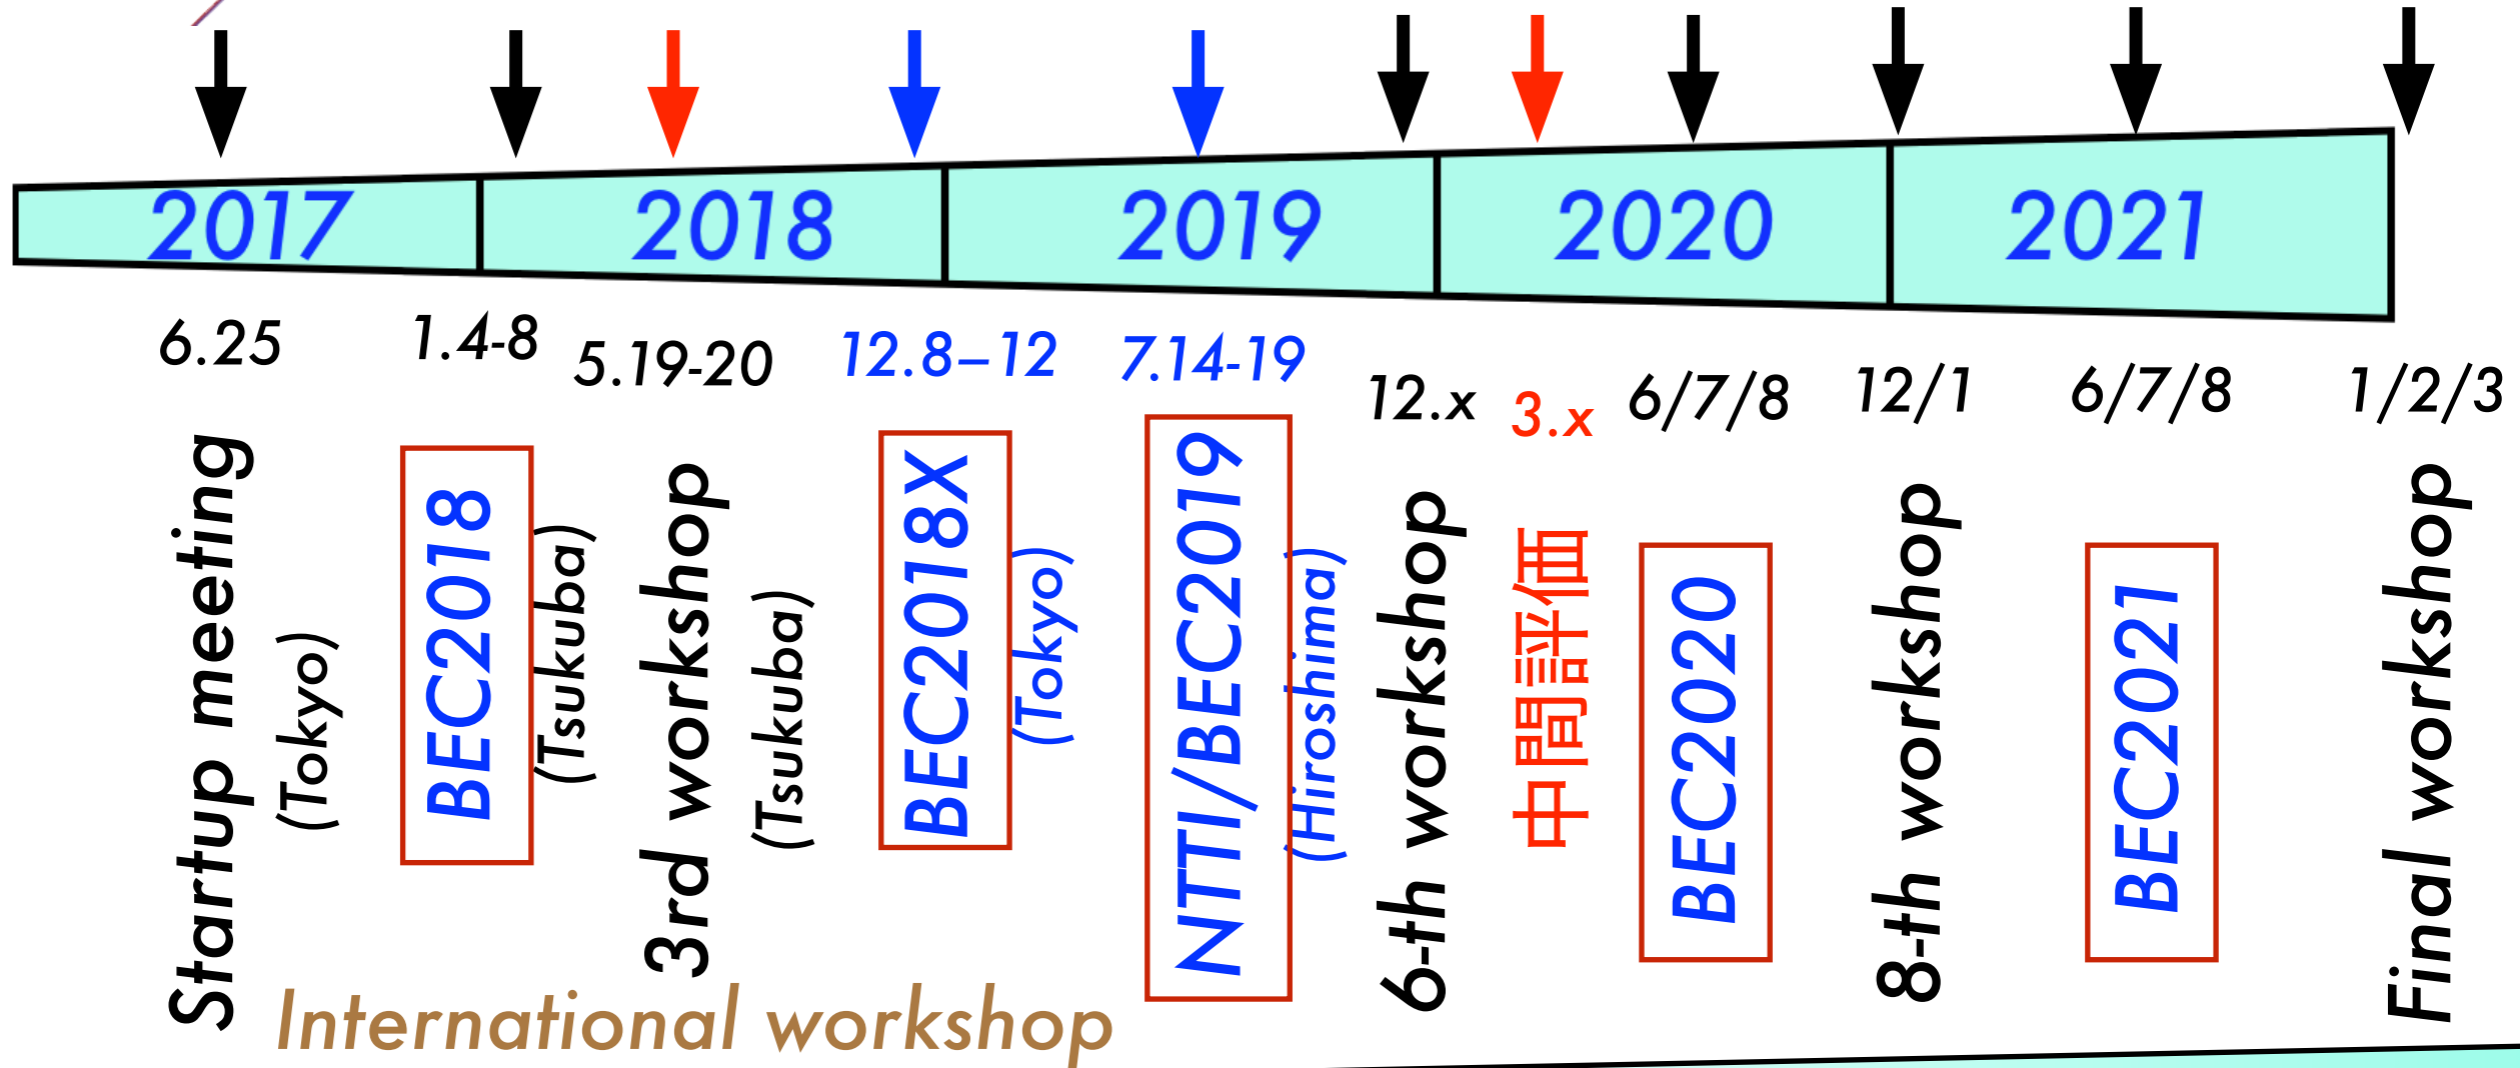 2017
2018
2019
2020
2021
6.25
1.4-8
5.19-20
12.8–12
7.14-19
12.x
3.x
6/7/8
12/1
6/7/8
1/2/3
Startup meeting
(Tokyo)
BEC2018
(Tsukuba)
3rd workshop
(Tsukuba)
BEC2018X
(Tokyo)
NTTI/BEC2019
(Hiroshima)
6-th workshop
中間評価
BEC2020
8-th workshop
BEC2021
Final workshop
International workshop